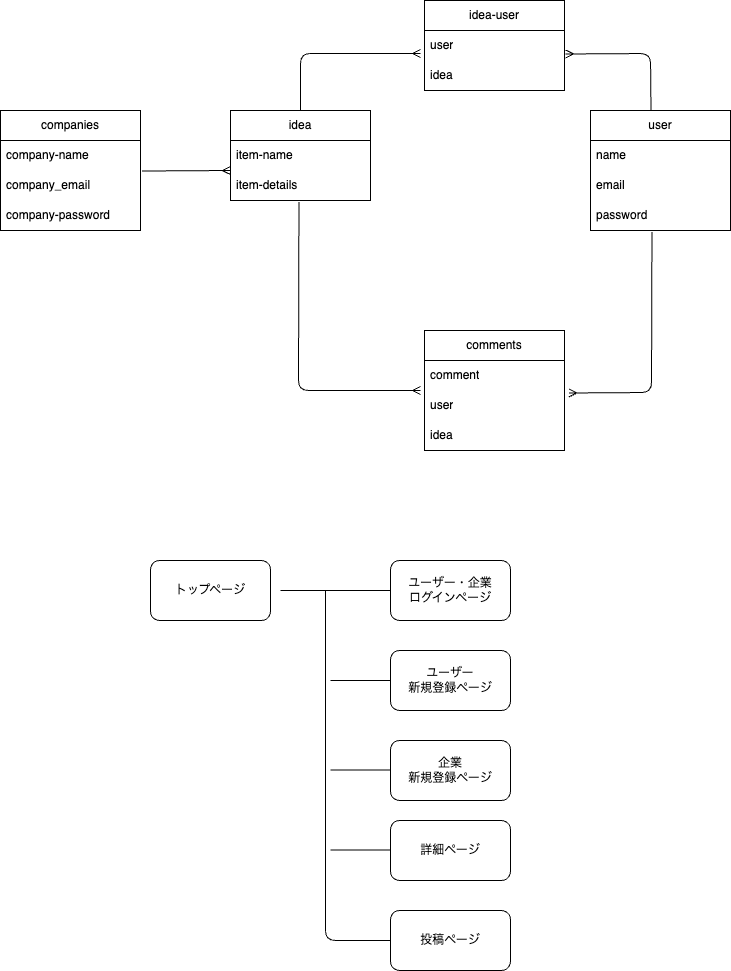 idea-user
user
idea
companies
company-name
company_email
company-password
idea
item-name
item-details
user
name
email
password
comments
comment
user
idea
トップページ
ユーザー・企業
ログインページ
ユーザー
新規登録ページ
企業
新規登録ページ
詳細ページ
投稿ページ